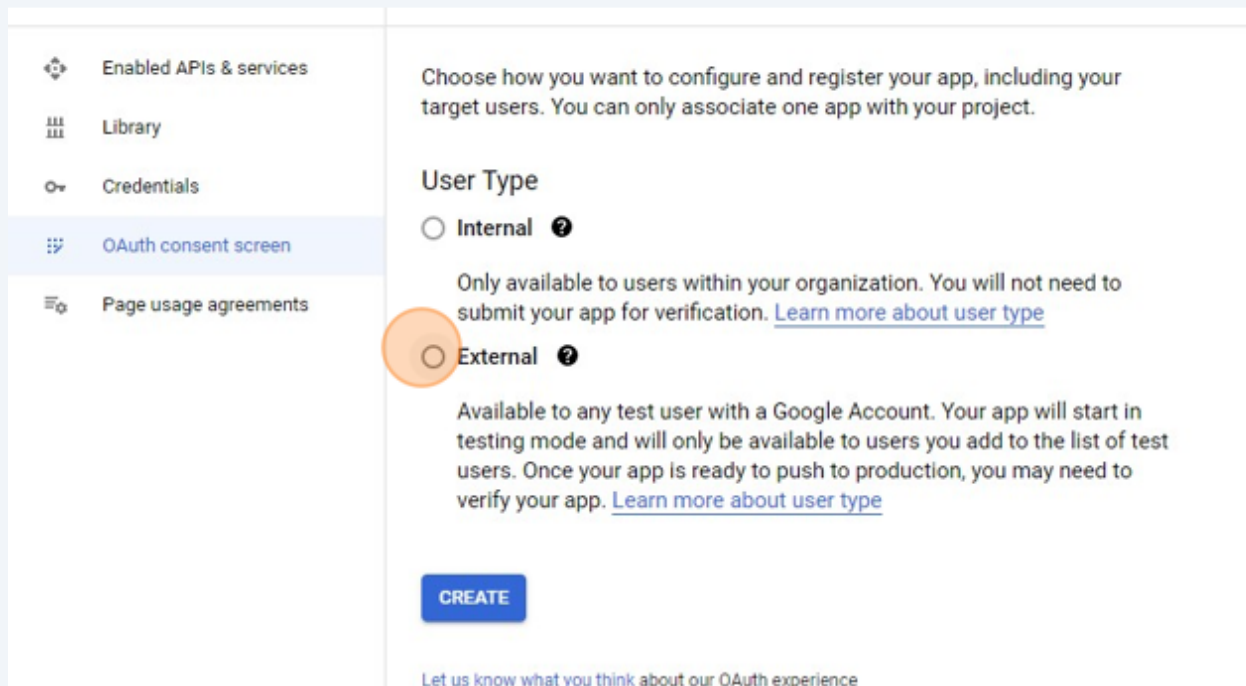 Enabled APIs & services
Library
Credentials
OAuth consent screen
Page usage agreements
Choose how you want to configure and register your app, including your
target users. You can only associate one app with your project.
User Type
Internal
Only available to users within your organization. You will not need to
submit your app for verification. Learn more about user type
External
Available to any test user with a Google Account. Your app will start in
testing mode and will only be available to users you add to the list of test
users. Once your app is ready to push to production, you may need to
verify your app. Learn more about user type
CREATE
Let us know what you think about our OAuth experience